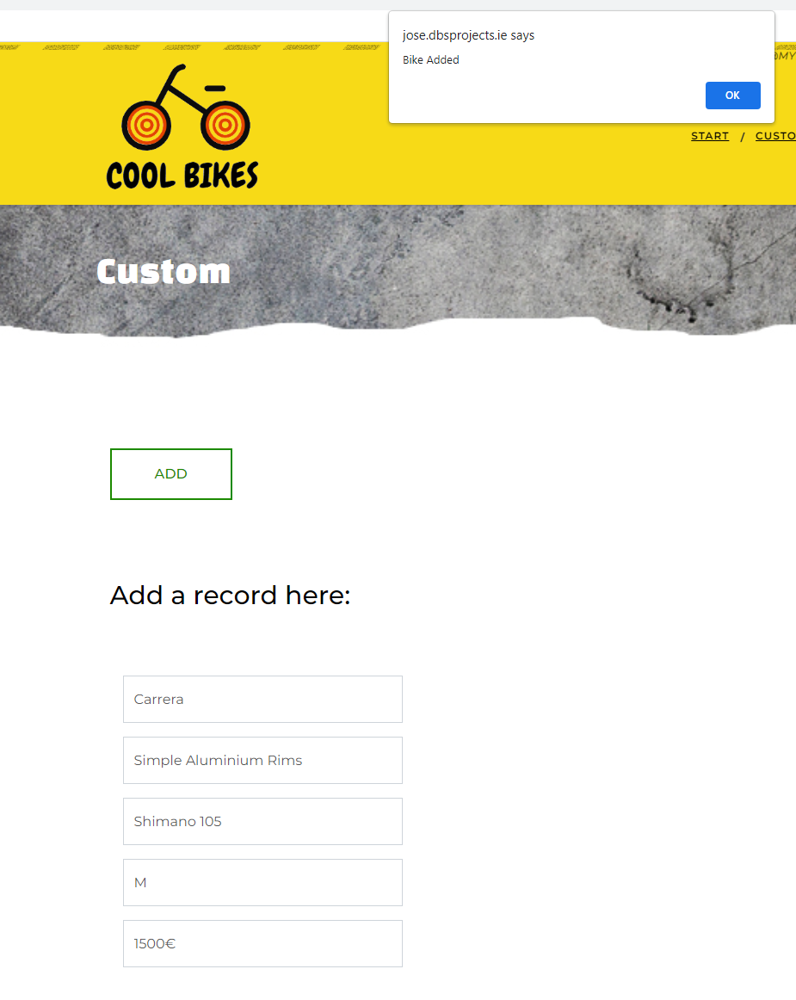 jose.dbsprojects.ie says
Bike Added
OK
START / CUSTO
COOL BIKES
Custom
ADD
Add a record here:
Carrera
Simple Aluminium Rims
Shimano 105
M
1500€